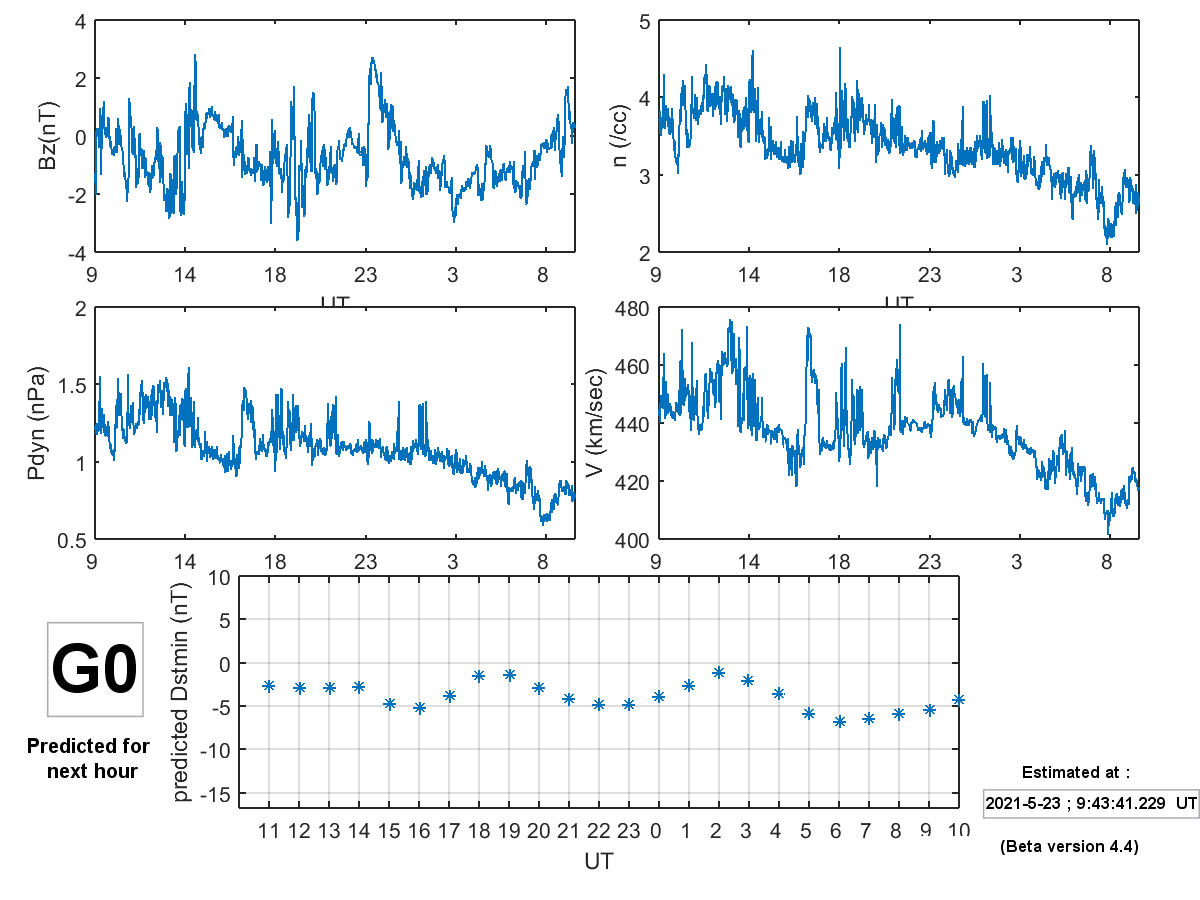 4
2
0
-2
-4
Bz(nT)
9 14 18 23 3 8
UT
5
4
3
2
n (/cc)
9 14 18 23 3 8
UT
2
1.5
1
0.5
Pdyn (nPa)
9 14 18 23 3 8
480
460
440
420
400
V (km/sec)
9 14 18 23 3 8
G0
Predicted for
next hour
10
5
0
-5
-10
-15
predicted Dstmin (nT)
11 12 13 14 15 16 17 18 19 20 21 22 23 0 1 2 3 4 5 6 7 8 9 10
UT
Estimated at :
2021-5-23 ; 9:43:41.229 UT
(Beta version 4.4)